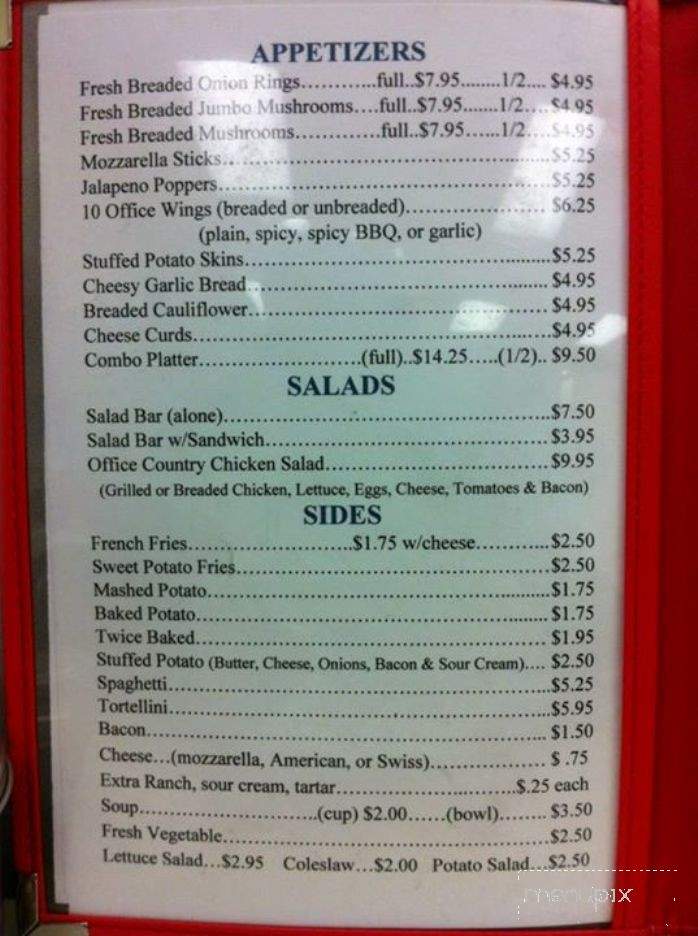 APPETIZERS
Fresh Breaded Onion Rings............full..$7.95........1/2.... $4.95
Fresh Breaded Jumbo Mushrooms....full..$7.95.......1/2....$4.95
Fresh Breaded Mushrooms.............full..$7.95......1/2....$4.95
Mozzarella Sticks...............................................................$5.25
Jalapeno Poppers...............................................................$5.25
10 Office Wings (breaded or unbreaded)........................ $6.25
(plain, spicy, spicy BBQ, or garlic)
Stuffed Potato Skins..........................................................$5.25
Cheesy Garlic Bread......................................................... $4.95
Breaded Cauliflower......................................................... $4.95
Cheese Curds.....................................................................$4.95
Combo Platter............................(full)..$14.25.....(1/2).. $9.50
SALADS
Salad Bar (alone)..............................................................$7.50
Salad Bar w/Sandwich...................................................... $3.95
Office Country Chicken Salad...........................................$9.95
(Grilled or Breaded Chicken, Lettuce, Eggs, Cheese, Tomatoes & Bacon)
SIDES
French Fries............................$1.75 w/cheese............$2.50
Sweet Potato Fries............................................................$2.50
Mashed Potato..................................................................$1.75
Baked Potato.....................................................................$1.75
Twice Baked..................................................................... $1.95
Stuffed Potato (Butter, Cheese, Onions, Bacon & Sour Cream).... $2.50
Spaghetti...........................................................................$5.25
Tortellini...........................................................................$5.95
Bacon............................................................................... $1.50
Cheese...(mozzarella, American, or Swiss).................... $ .75
Extra Ranch, sour cream, tartar...............................$.25 each
Soup...............................(cup) $2.00......(bowl)........ $3.50
Fresh Vegetable.........................................................$2.50
Lettuce Salad...$2.95 Coleslaw...$2.00 Potato Salad...$2.50
menupix